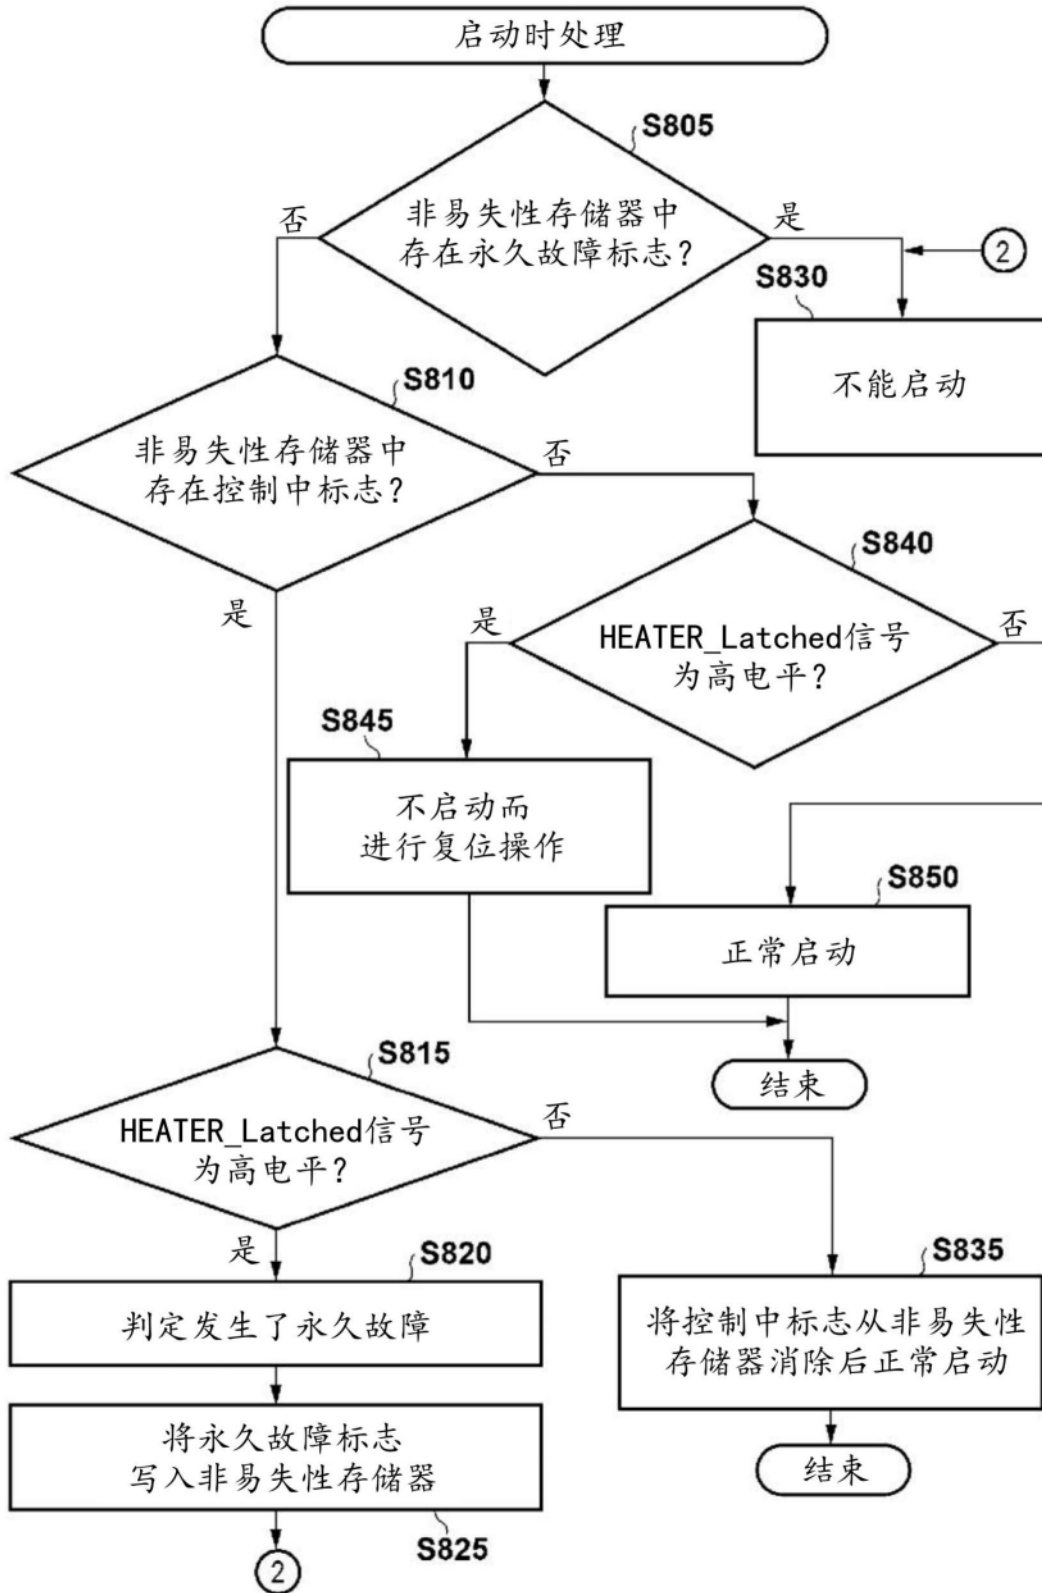 启动时处理
S805
非易失性存储器中
存在永久故障标志?
否
是
2
S830
不能启动
S810
非易失性存储器中
存在控制中标志?
否
是
S840
HEATER_Latched信号
为高电平?
是
否
S845
不启动而
进行复位操作
S850
正常启动
结束
S815
HEATER_Latched信号
为高电平?
否
是
S820
判定发生了永久故障
S835
将控制中标志从非易失性
存储器消除后正常启动
将永久故障标志
写入非易失性存储器
S825
结束
2